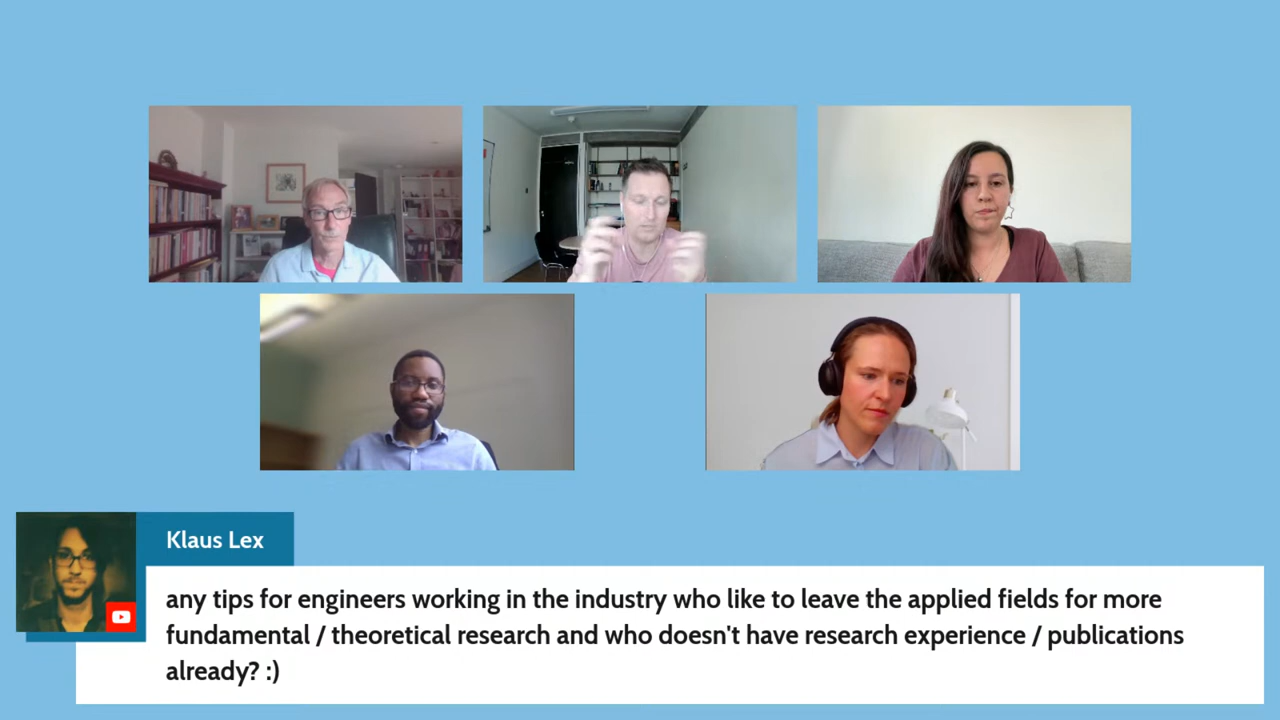 Klaus Lex
any tips for engineers working in the industry who like to leave the applied fields for more
fundamental / theoretical research and who doesn't have research experience / publications
already? :)